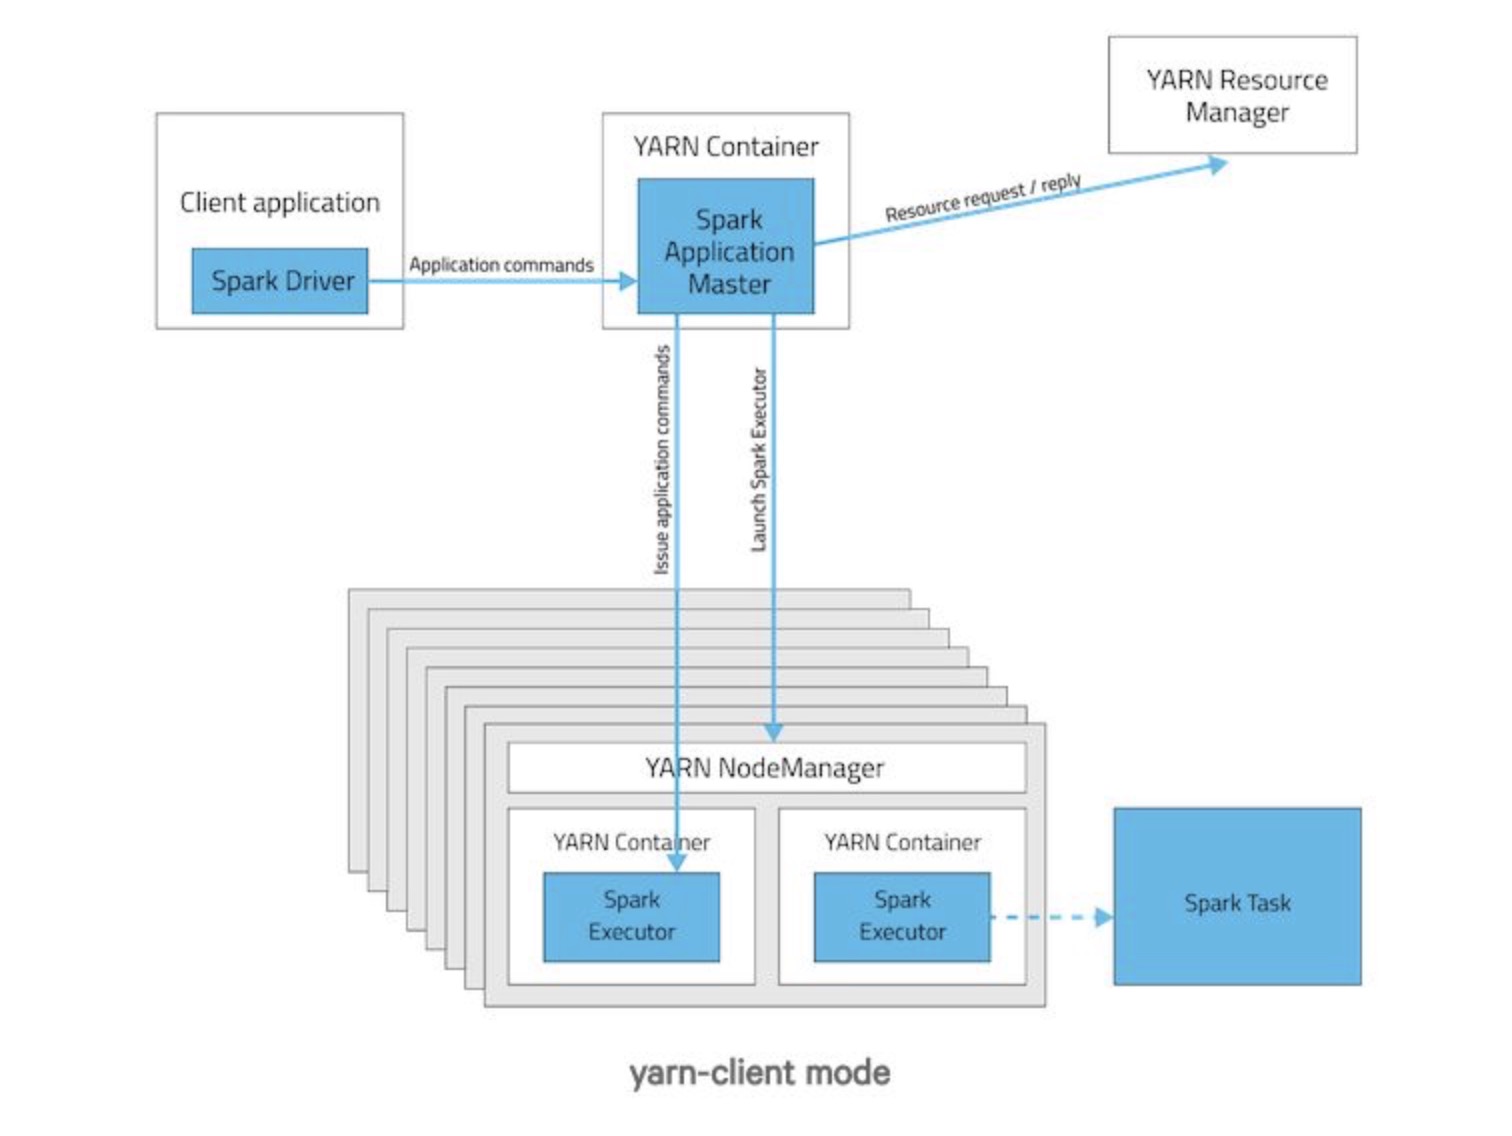 YARN Resource
Manager
YARN Container
Client application
Spark
Application
Master
Resource request / reply
Spark Driver
Application commands
Issue application commands
Launch Spark Executor
YARN NodeManager
YARN Container
YARN Container
Spark
Executor
Spark
Executor
Spark Task
yarn-client mode